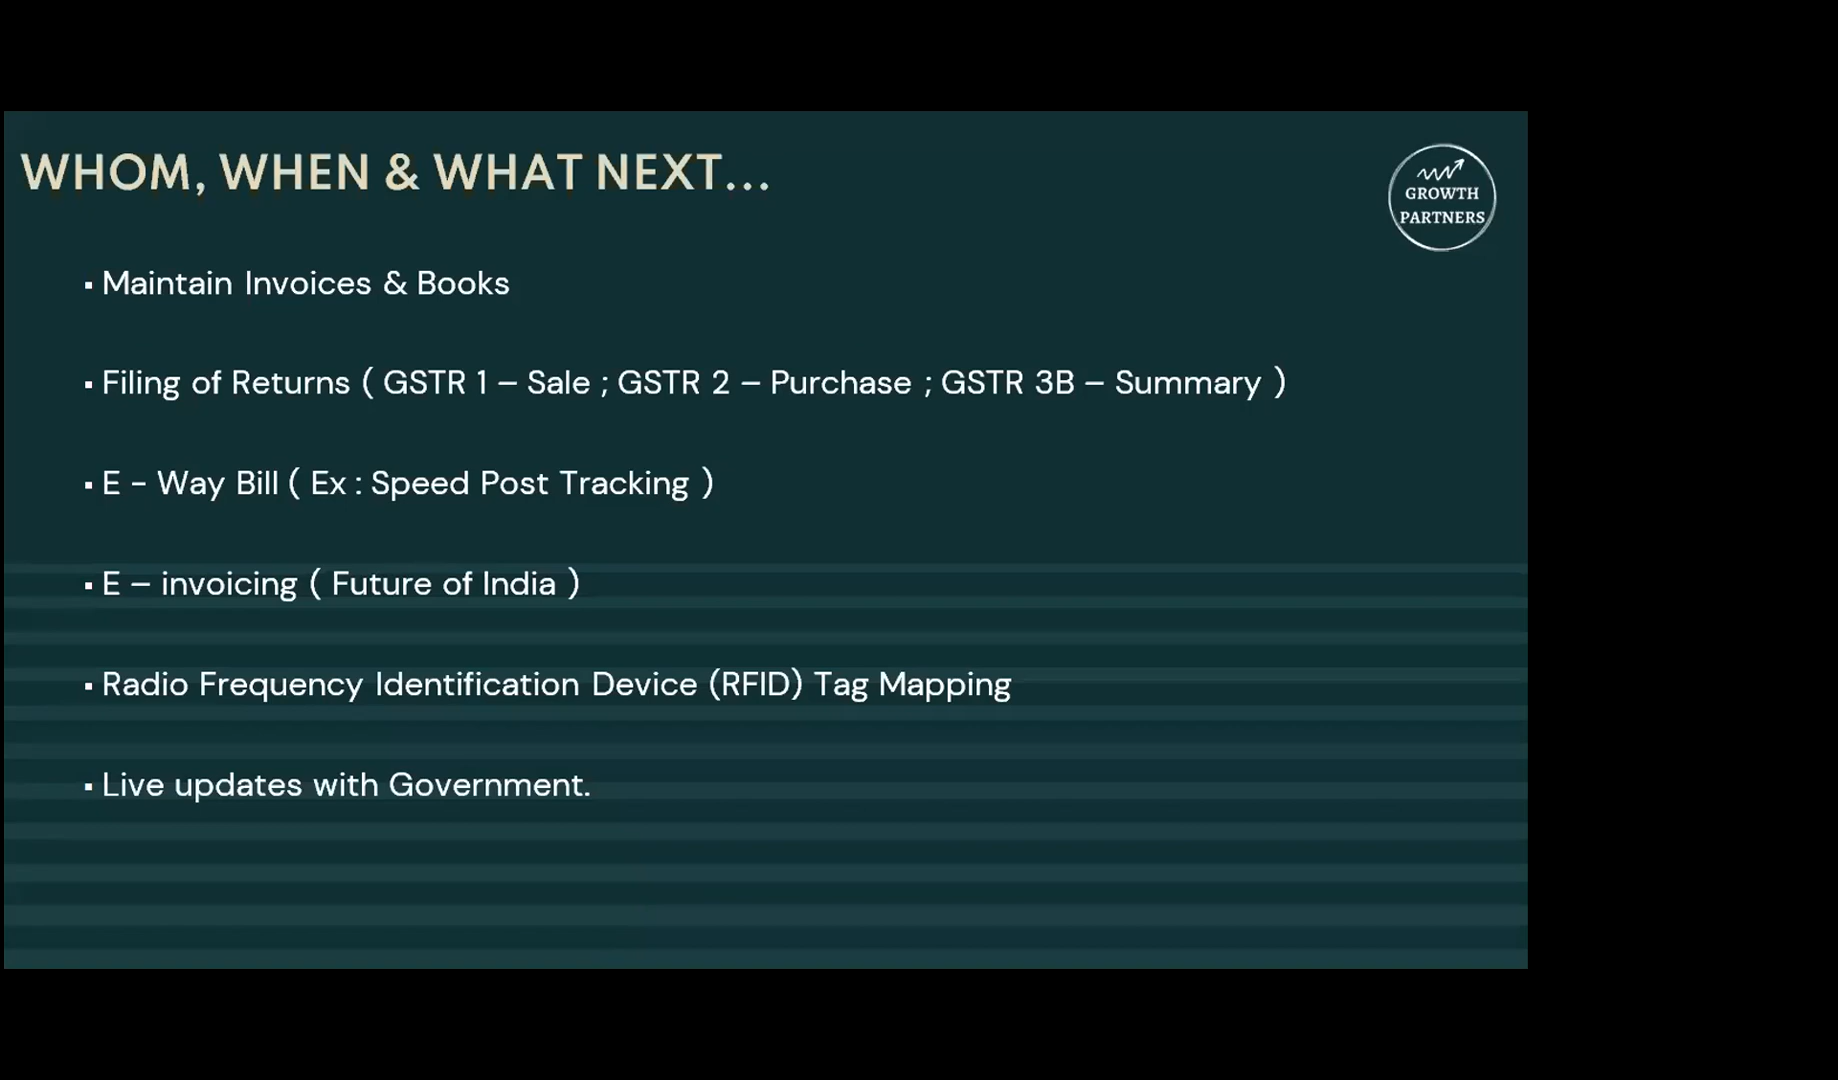 WHOM, WHEN & WHAT NEXT...
GROWTH
PARTNERS
▪ Maintain Invoices & Books
▪ Filing of Returns ( GSTR 1 – Sale ; GSTR 2 – Purchase ; GSTR 3B – Summary )
▪ E - Way Bill ( Ex : Speed Post Tracking )
▪ E – invoicing ( Future of India )
▪ Radio Frequency Identification Device (RFID) Tag Mapping
▪ Live updates with Government.